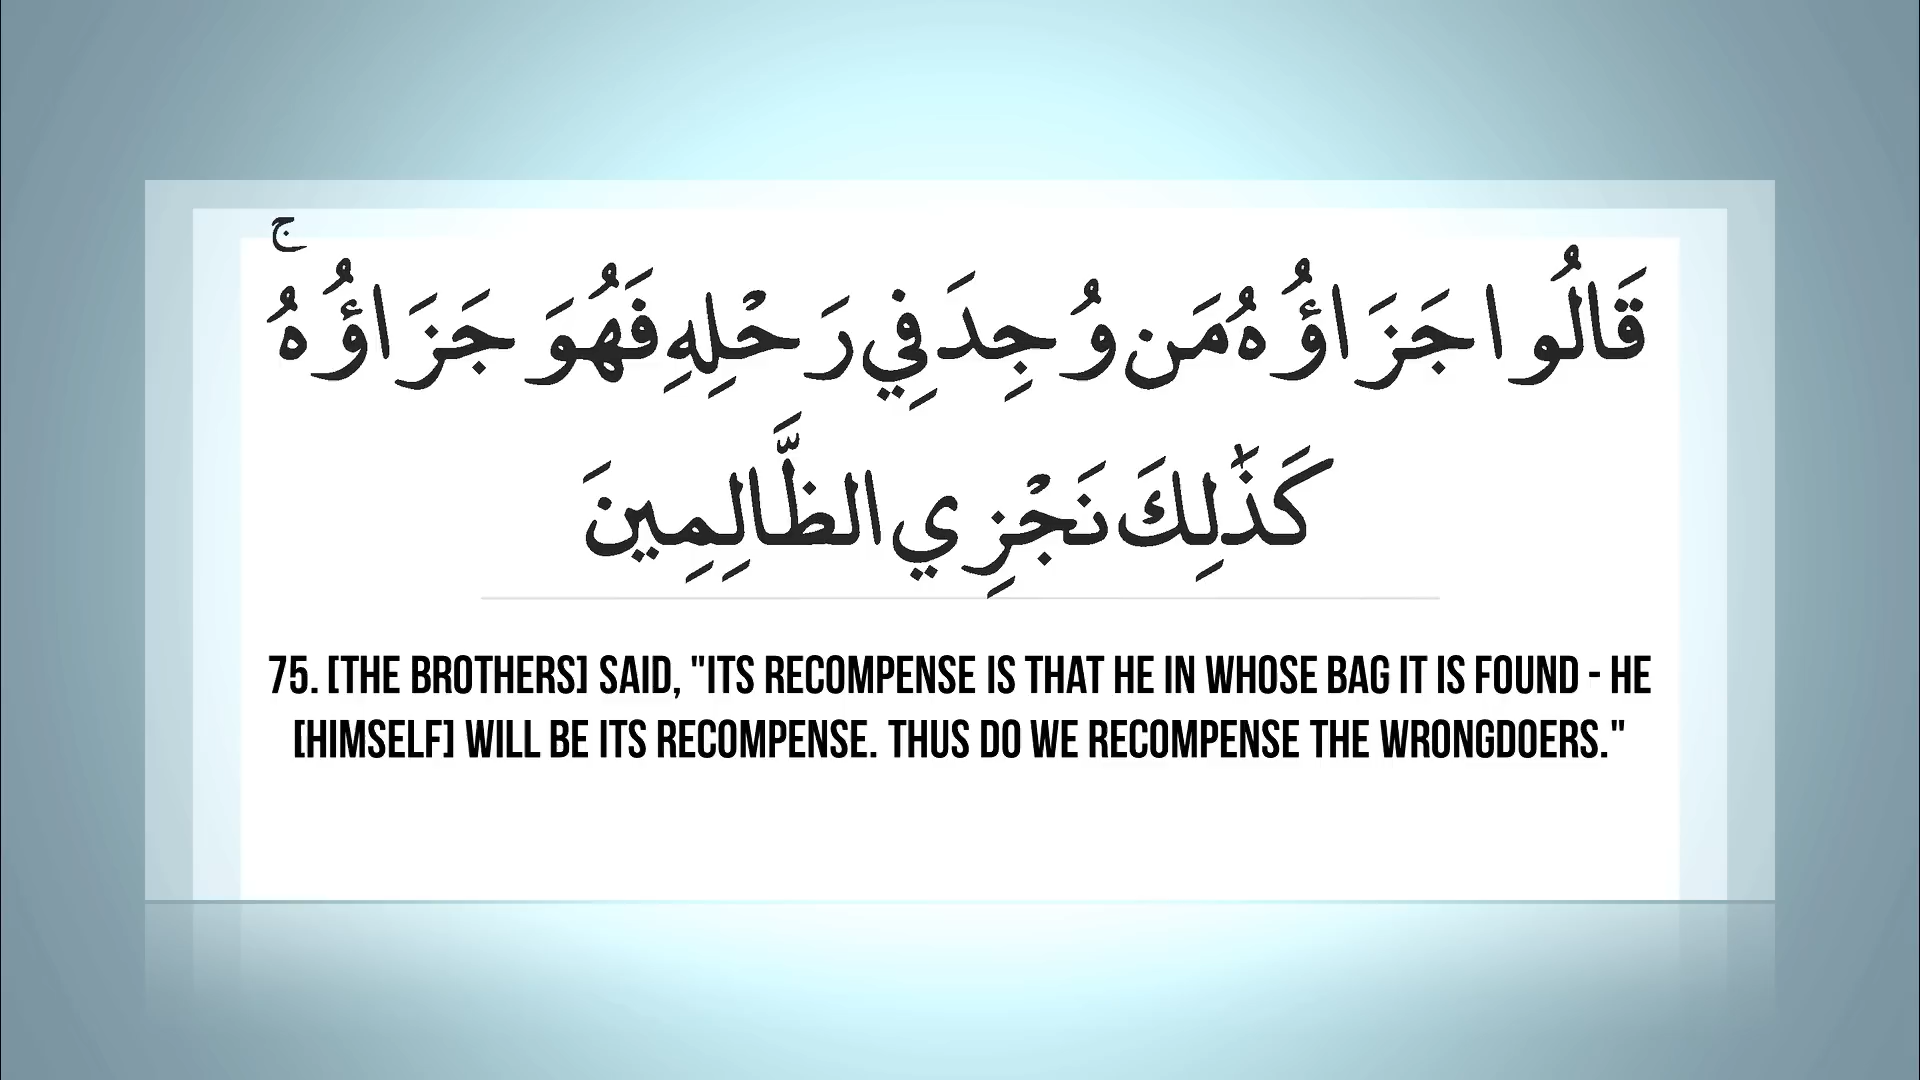 قَالُوا جَزَاؤُهُ مَن وُجِدَ فِي رَحْلِهِ فَهُوَ جَزَاؤُهُ ۚ
كَذَٰلِكَ نَجْزِي الظَّالِمِينَ
75. [THE BROTHERS] SAID, "ITS RECOMPENSE IS THAT HE IN WHOSE BAG IT IS FOUND - HE
[HIMSELF] WILL BE ITS RECOMPENSE. THUS DO WE RECOMPENSE THE WRONGDOERS."